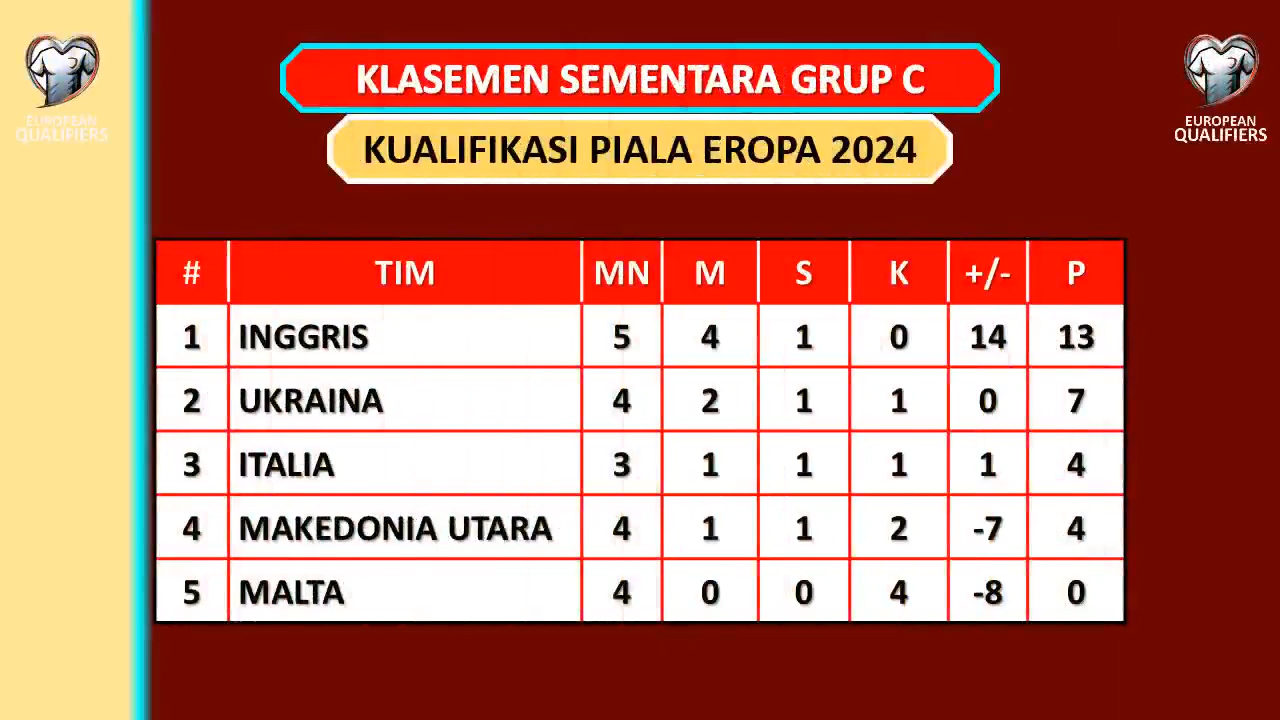 KLASEMEN SEMENTARA GRUP C
KUALIFIKASI PIALA EROPA 2024
EUROPEAN
QUALIFIERS
EUROPEAN
QUALIFIERS
# TIM MN M S K +/- P
1 INGGRIS 5 4 1 0 14 13
2 UKRAINA 4 2 1 1 0 7
3 ITALIA 3 1 1 1 1 4
4 MAKEDONIA UTARA 4 1 1 2 -7 4
5 MALTA 4 0 0 4 -8 0